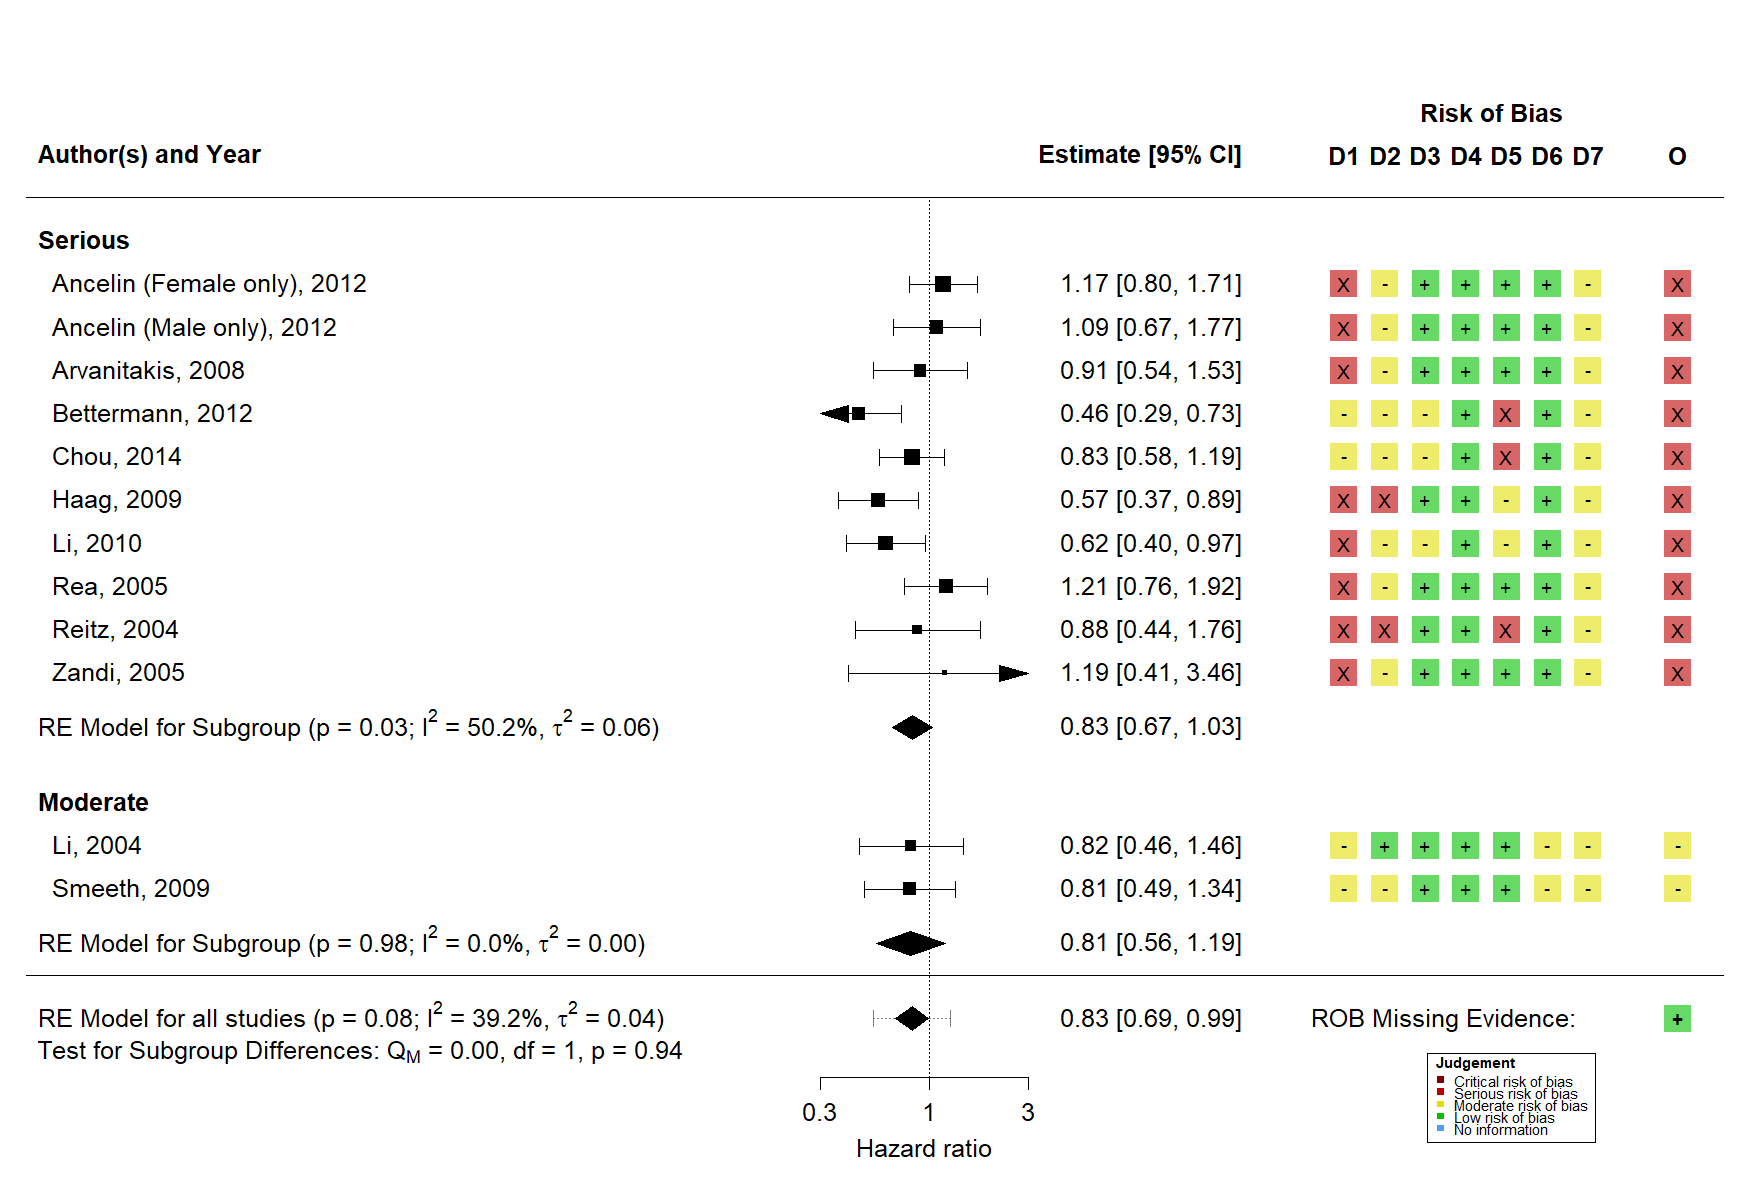 Risk of Bias
Author(s) and Year Estimate [95% CI] D1 D2 D3 D4 D5 D6 D7 O
Serious
Ancelin (Female only), 2012 1.17 [0.80, 1.71] X - + + + + - X
Ancelin (Male only), 2012 1.09 [0.67, 1.77] X - + + + + - X
Arvanitakis, 2008 0.91 [0.54, 1.53] X - + + + + - X
Bettermann, 2012 0.46 [0.29, 0.73] - - - + X + - X
Chou, 2014 0.83 [0.58, 1.19] - - - + X + - X
Haag, 2009 0.57 [0.37, 0.89] X X + + - + - X
Li, 2010 0.62 [0.40, 0.97] X - - + - + - X
Rea, 2005 1.21 [0.76, 1.92] X - + + + + - X
Reitz, 2004 0.88 [0.44, 1.76] X X + + X + - X
Zandi, 2005 1.19 [0.41, 3.46] X - + + + + - X
RE Model for Subgroup (p = 0.03; I² = 50.2%, τ² = 0.06) 0.83 [0.67, 1.03]
Moderate
Li, 2004 0.82 [0.46, 1.46] - + + + + - - -
Smeeth, 2009 0.81 [0.49, 1.34] - - + + + - - -
RE Model for Subgroup (p = 0.98; I² = 0.0%, τ² = 0.00) 0.81 [0.56, 1.19]
RE Model for all studies (p = 0.08; I² = 39.2%, τ² = 0.04) 0.83 [0.69, 0.99] ROB Missing Evidence: +
Test for Subgroup Differences: Q_M = 0.00, df = 1, p = 0.94
0.3 1 3
Hazard ratio
Judgement
Critical risk of bias
Serious risk of bias
Moderate risk of bias
Low risk of bias
No information